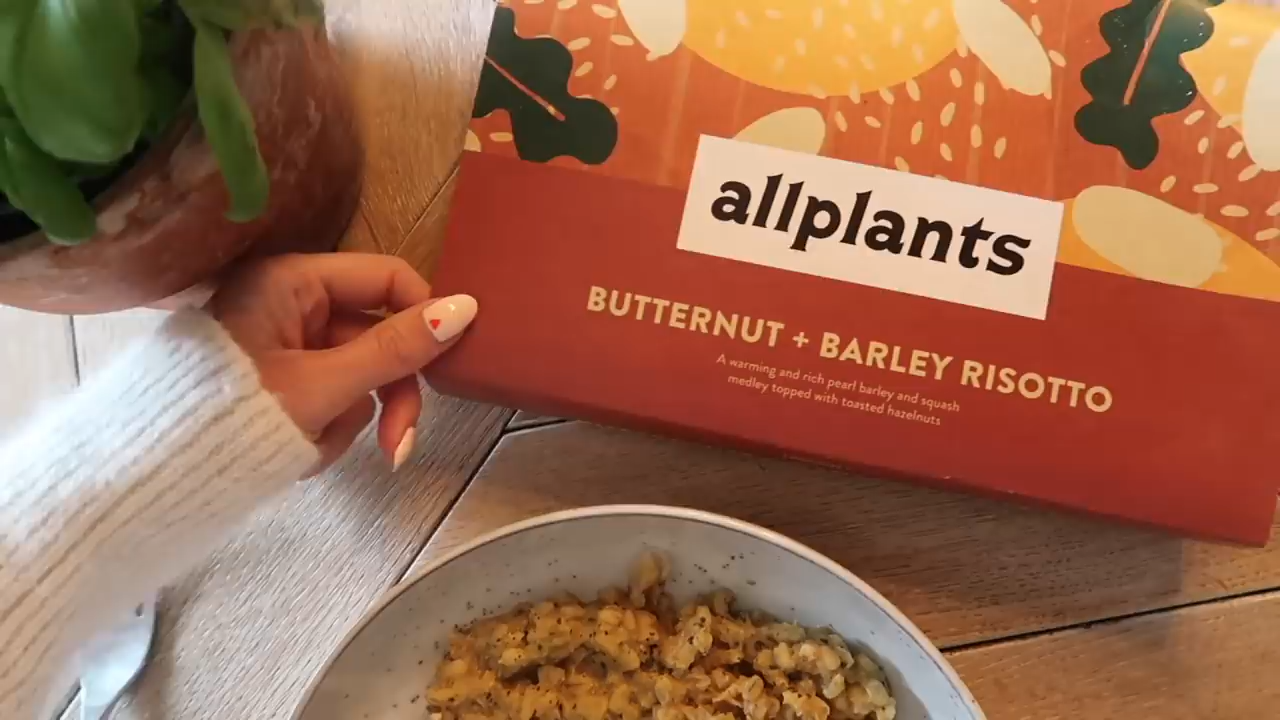 allplants
BUTTERNUT + BARLEY RISOTTO
A warming and rich pearl barley and squash
medley topped with toasted hazelnuts